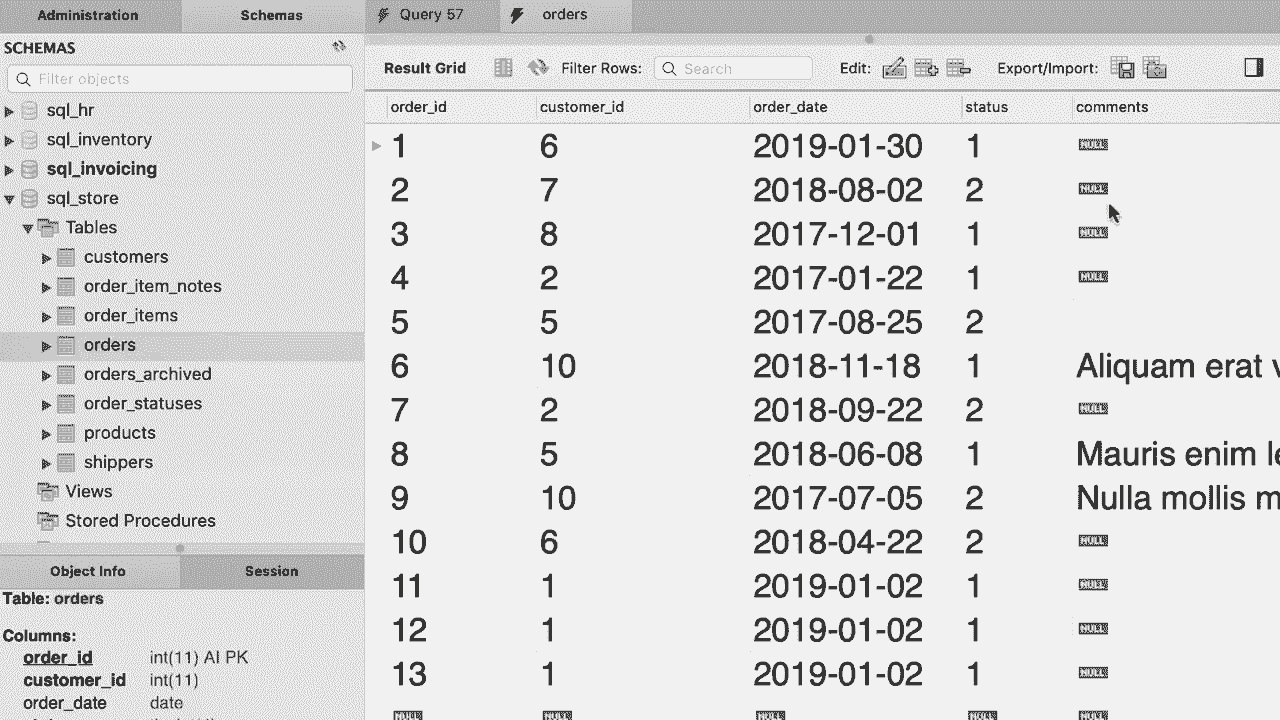 Administration Schemas Query 57 orders
SCHEMAS
Filter objects
Result Grid Filter Rows: Search Edit: Export/Import:
sql_hr
sql_inventory
sql_invoicing
sql_store
Tables
customers
order_item_notes
order_items
orders
orders_archived
order_statuses
products
shippers
Views
Stored Procedures
Object Info Session
Table: orders
Columns:
order_id int(11) AI PK
customer_id int(11)
order_date date
order_id customer_id order_date status comments
1 6 2019-01-30 1 NULL
2 7 2018-08-02 2 NULL
3 8 2017-12-01 1 NULL
4 2 2017-01-22 1 NULL
5 5 2017-08-25 2
6 10 2018-11-18 1 Aliquam erat
7 2 2018-09-22 2 NULL
8 5 2018-06-08 1 Mauris enim
9 10 2017-07-05 2 Nulla mollis
10 6 2018-04-22 2 NULL
11 1 2019-01-02 1 NULL
12 1 2019-01-02 1 NULL
13 1 2019-01-02 1 NULL
NULL NULL NULL NULL NULL